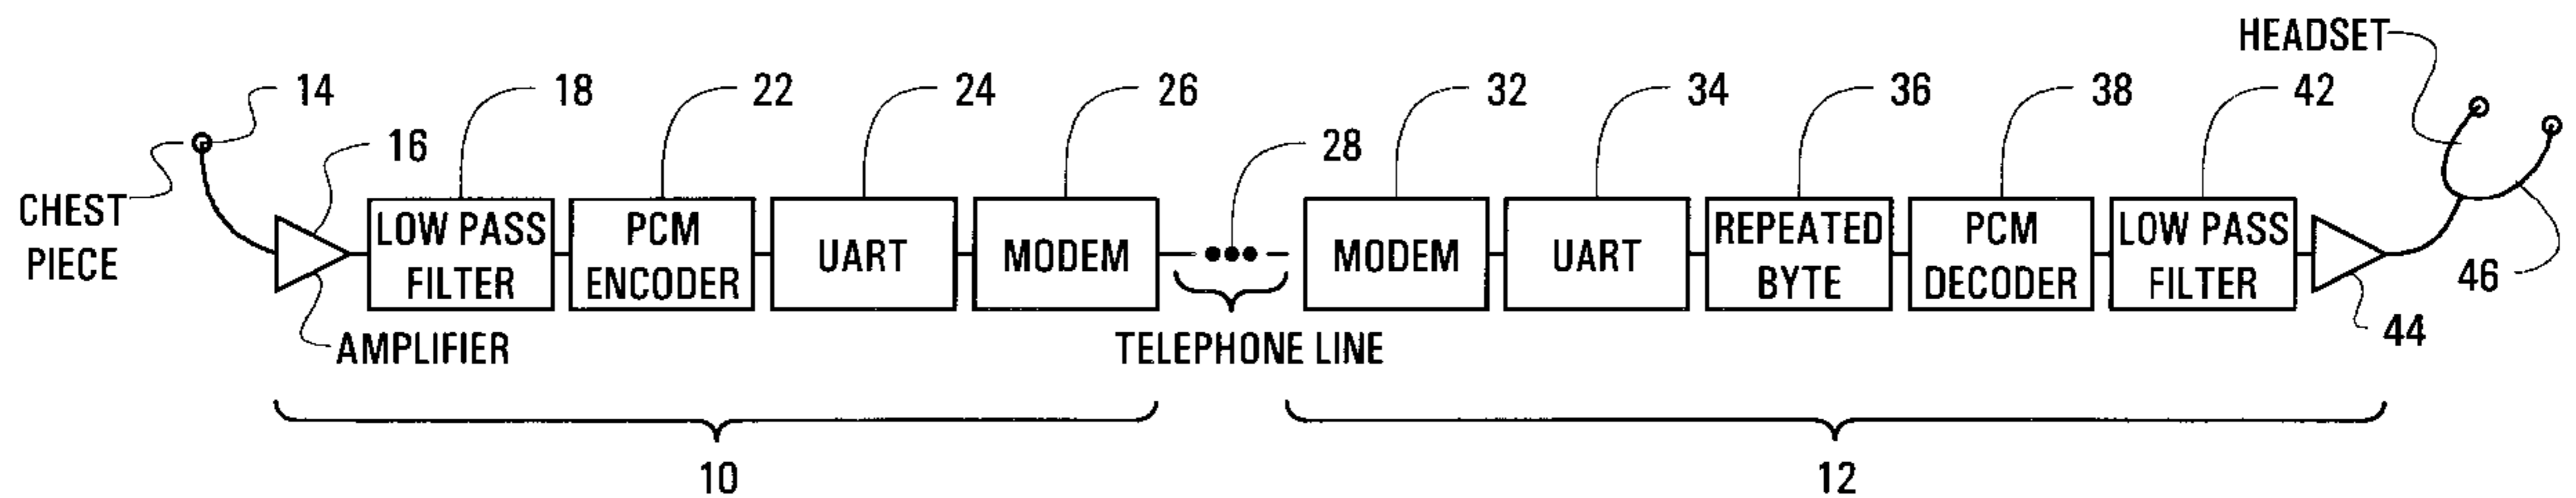 HEADSET
14
18
22
24
26
32
34
36
38
42
16
28
CHEST
PIECE
LOW PASS
FILTER
PCM
ENCODER
UART
MODEM
MODEM
UART
REPEATED
BYTE
PCM
DECODER
LOW PASS
FILTER
46
AMPLIFIER
TELEPHONE LINE
44
10
12